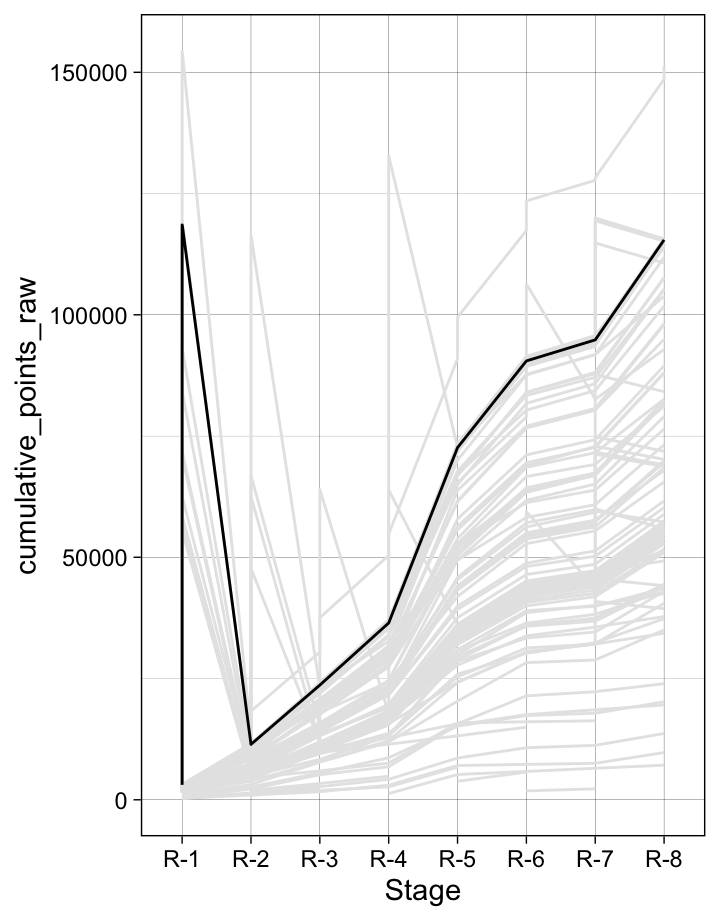 150000
100000
50000
0
cumulative_points_raw
R-1 R-2 R-3 R-4 R-5 R-6 R-7 R-8
Stage